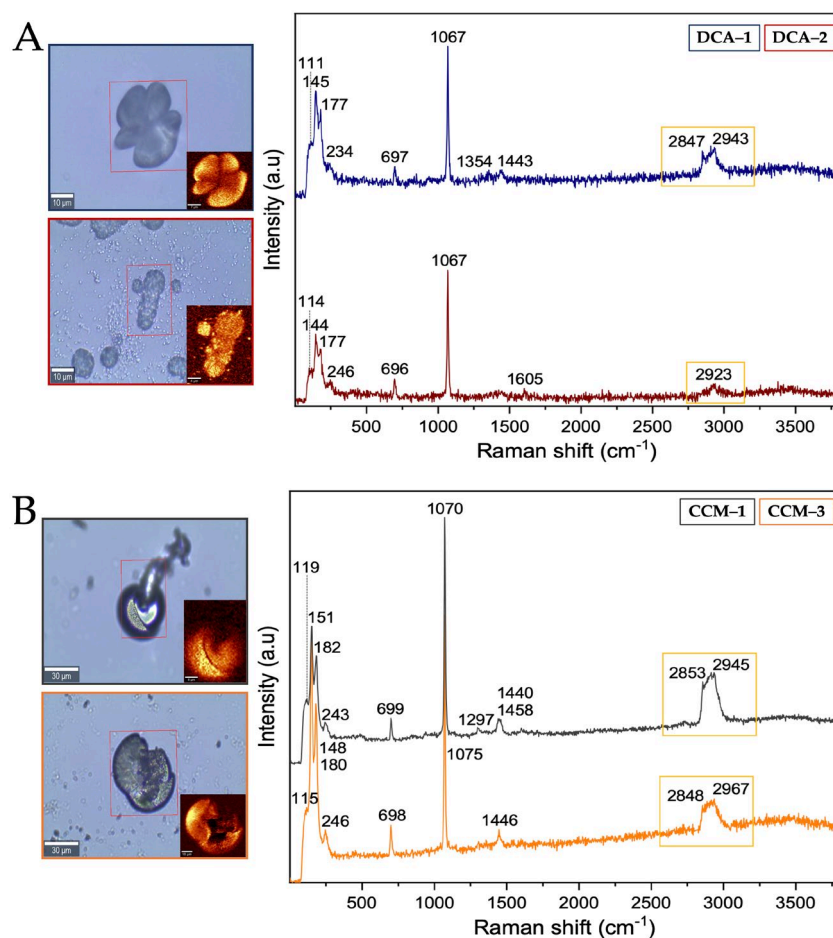 A
DCA–1 DCA–2
1067
111
145
177
234
697
1354 1443
2847 2943
10 µm
1067
114
144
177
246
696
1605
2923
10 µm
Intensity (a.u)
500 1000 1500 2000 2500 3000 3500
Raman shift (cm-1)
B
CCM–1 CCM–3
1070
119
151
182
243
699
1297
1440
1458
2853 2945
30 µm
148
180
1075
115
246
698
1446
2848 2967
30 µm
Intensity (a.u)
500 1000 1500 2000 2500 3000 3500
Raman shift (cm-1)